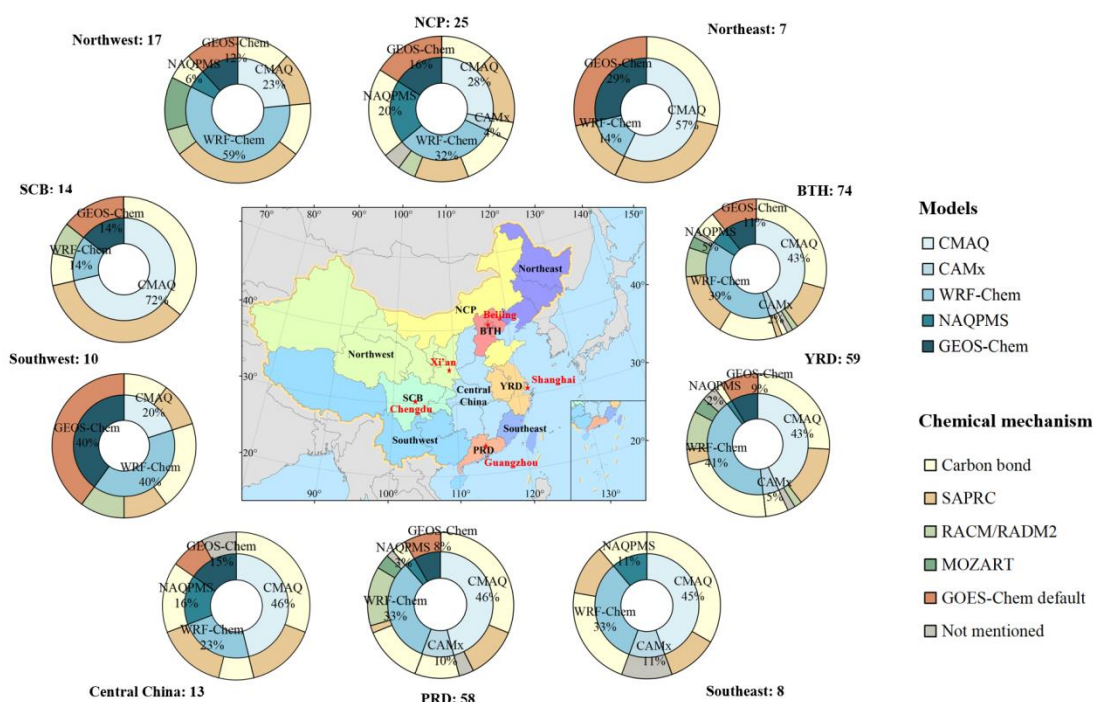 Northwest: 17
GEOS-Chem
12%
NAQPMS
6%
CMAQ
23%
WRF-Chem
59%
NCP: 25
GEOS-Chem
16%
CMAQ
28%
NAQPMS
20%
CAMx
4%
WRF-Chem
32%
Northeast: 7
GEOS-Chem
29%
CMAQ
57%
WRF-Chem
14%
SCB: 14
GEOS-Chem
14%
WRF-Chem
14%
CMAQ
72%
BTH: 74
GEOS-Chem
11%
NAQPMS
5%
CMAQ
43%
WRF-Chem
39%
CAMx
2%
Southwest: 10
CMAQ
20%
GEOS-Chem
40%
WRF-Chem
40%
YRD: 59
GEOS-Chem
9%
NAQPMS
2%
CMAQ
43%
WRF-Chem
41%
CAMx
5%
GEOS-Chem
15%
NAQPMS
16%
CMAQ
46%
WRF-Chem
23%
Central China: 13
GEOS-Chem
8%
NAQPMS
3%
CMAQ
46%
WRF-Chem
33%
CAMx
10%
PRD: 58
NAQPMS
11%
CMAQ
45%
WRF-Chem
33%
CAMx
11%
Southeast: 8
70° 80° 90° 100° 110° 120° 130° 140° 150°
40°
30°
20°
40°
30°
20°
90° 100° 110° 120° 130°
Northeast
NCP
Beijing
BTH
Northwest
Xi'an
YRD
Shanghai
Central
China
SCB
Chengdu
Southwest
Southeast
PRD
Guangzhou
Models
CMAQ
CAMx
WRF-Chem
NAQPMS
GEOS-Chem
Chemical mechanism
Carbon bond
SAPRC
RACM/RADM2
MOZART
GOES-Chem default
Not mentioned